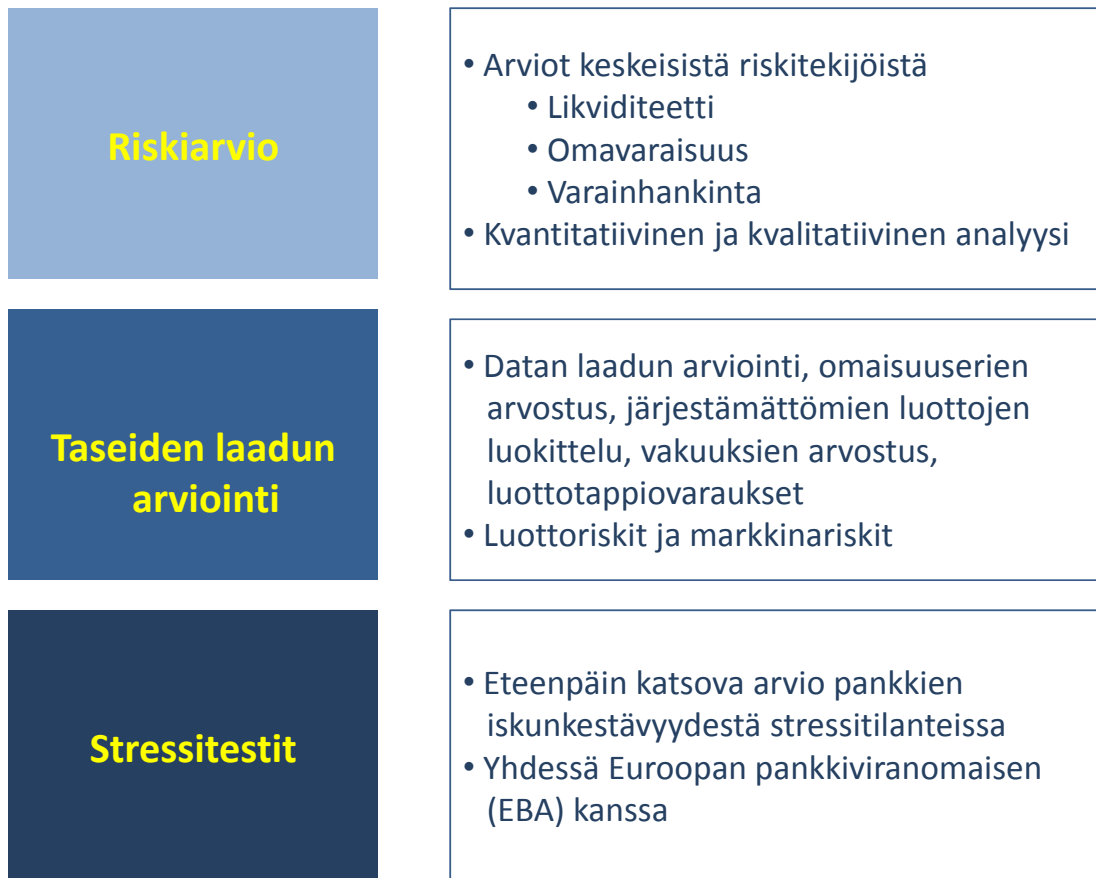 Riskiarvio
• Arviot keskeisistä riskitekijöistä
• Likviditeetti
• Omavaraisuus
• Varainhankinta
• Kvantitatiivinen ja kvalitatiivinen analyysi
Taseiden laadun
arviointi
• Datan laadun arviointi, omaisuuserien
arvostus, järjestämättömien luottojen
luokittelu, vakuuksien arvostus,
luottotappiovaraukset
• Luottoriskit ja markkinariskit
Stressitestit
• Eteenpäin katsova arvio pankkien
iskunkestävyydestä stressitilanteissa
• Yhdessä Euroopan pankkiviranomaisen
(EBA) kanssa